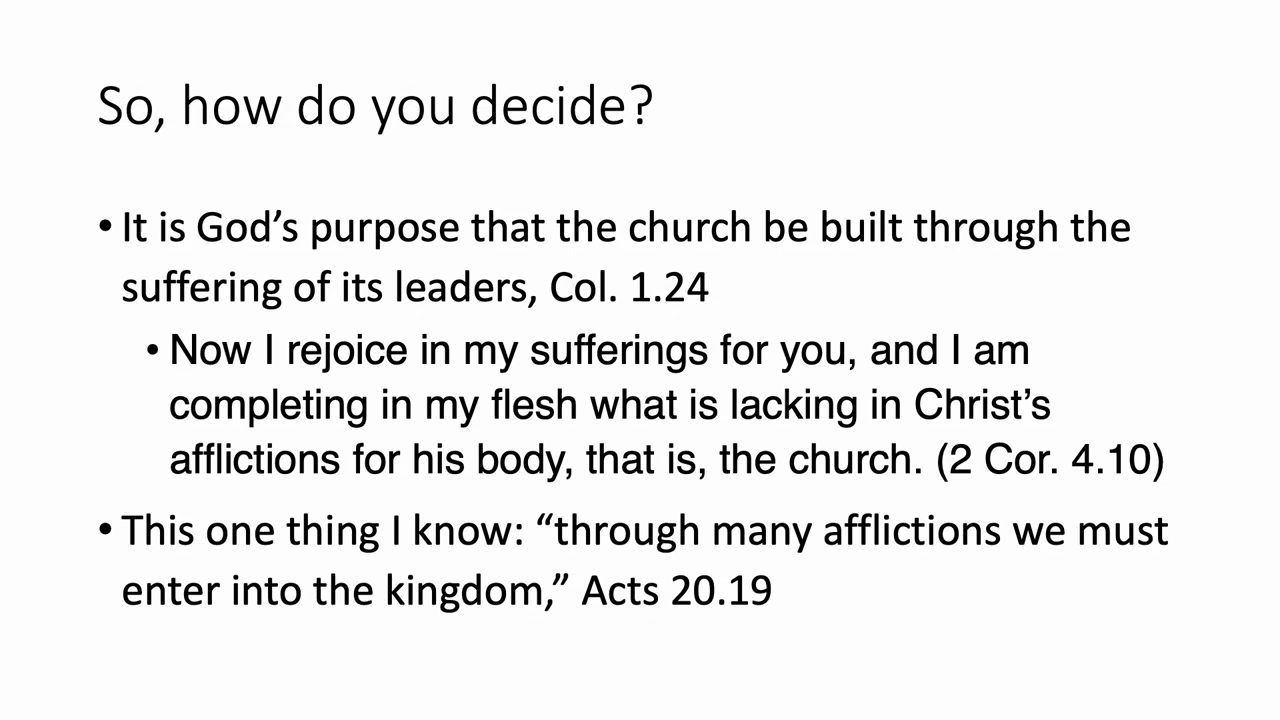 So, how do you decide?
• It is God’s purpose that the church be built through the
suffering of its leaders, Col. 1.24
• Now I rejoice in my sufferings for you, and I am
completing in my flesh what is lacking in Christ’s
afflictions for his body, that is, the church. (2 Cor. 4.10)
• This one thing I know: “through many afflictions we must
enter into the kingdom,” Acts 20.19